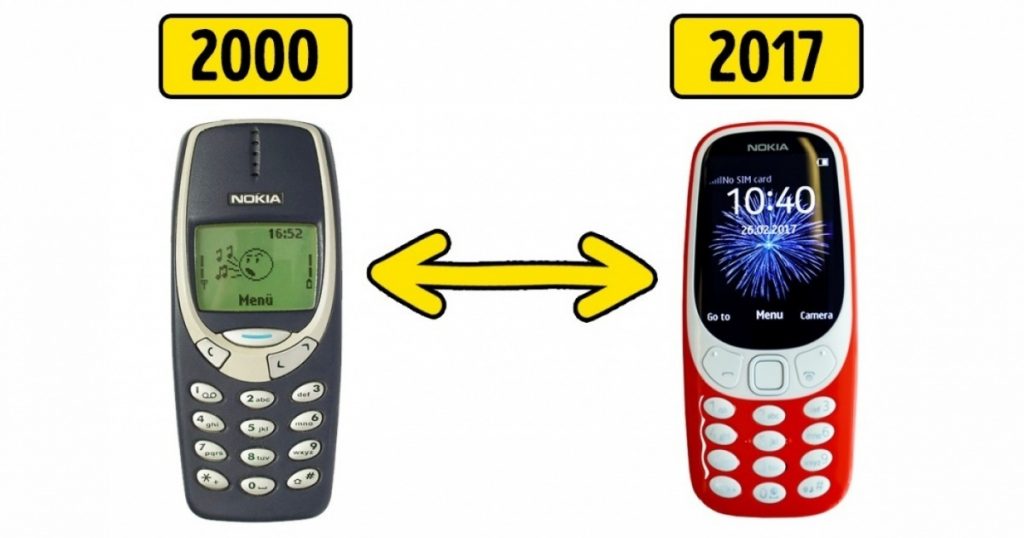 2000
2017
NOKIA
16:52
Menü
1
2 abc
def 3
4 ghi
5 jkl
mno 6
7 pqrs
8 tuv
wxyz 9
*+
0
#
NOKIA
No SIM card
10:40
26.02.2017
Go to Menu Camera